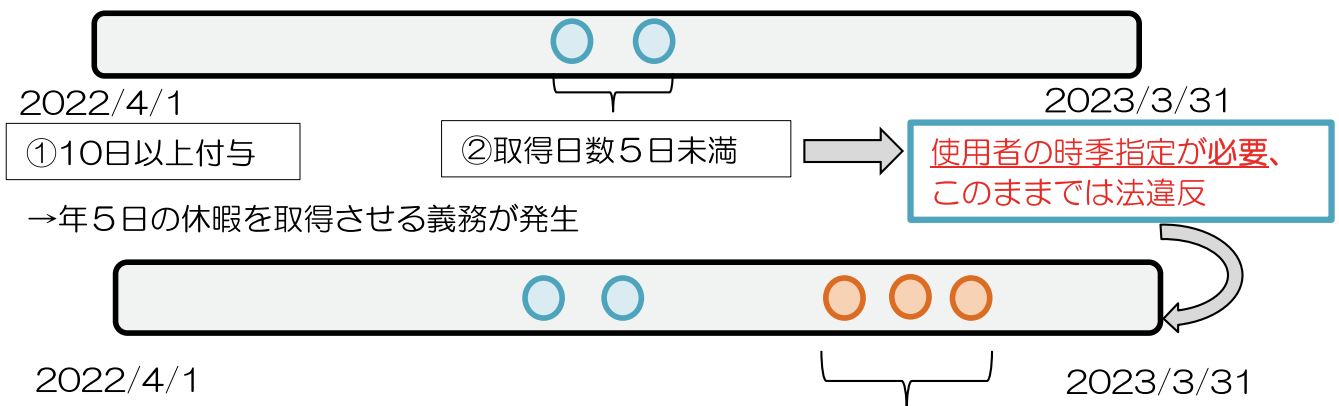 2022/4/1
2023/3/31
①10日以上付与
②取得日数５日未満
使用者の時季指定が必要、
このままでは法違反
→年５日の休暇を取得させる義務が発生
2022/4/1
2023/3/31